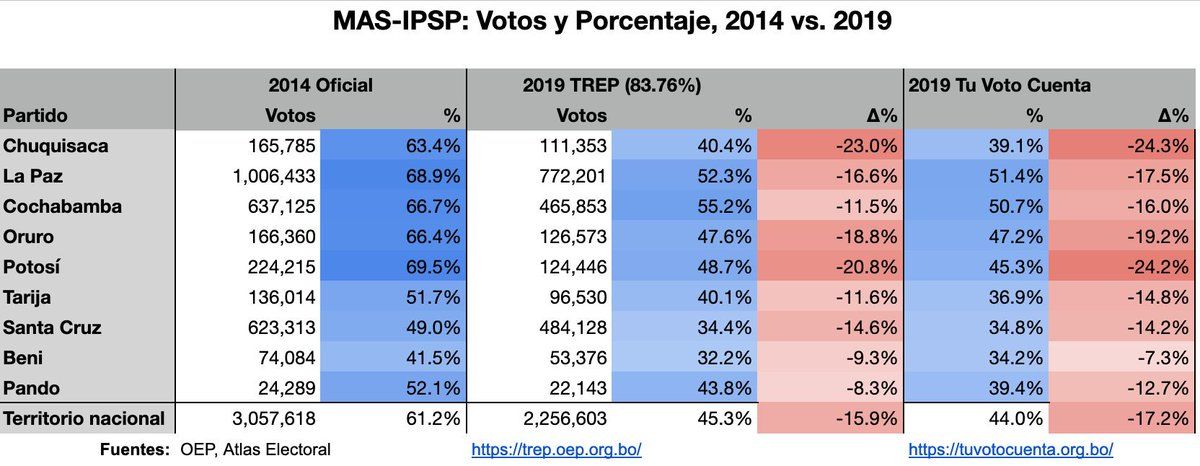 MAS-IPSP: Votos y Porcentaje, 2014 vs. 2019
2014 Oficial 2019 TREP (83.76%) 2019 Tu Voto Cuenta
Partido Votos % Votos % Δ% % Δ%
Chuquisaca 165,785 63.4% 111,353 40.4% -23.0% 39.1% -24.3%
La Paz 1,006,433 68.9% 772,201 52.3% -16.6% 51.4% -17.5%
Cochabamba 637,125 66.7% 465,853 55.2% -11.5% 50.7% -16.0%
Oruro 166,360 66.4% 126,573 47.6% -18.8% 47.2% -19.2%
Potosí 224,215 69.5% 124,446 48.7% -20.8% 45.3% -24.2%
Tarija 136,014 51.7% 96,530 40.1% -11.6% 36.9% -14.8%
Santa Cruz 623,313 49.0% 484,128 34.4% -14.6% 34.8% -14.2%
Beni 74,084 41.5% 53,376 32.2% -9.3% 34.2% -7.3%
Pando 24,289 52.1% 22,143 43.8% -8.3% 39.4% -12.7%
Territorio nacional 3,057,618 61.2% 2,256,603 45.3% -15.9% 44.0% -17.2%
Fuentes: OEP, Atlas Electoral https://trep.oep.org.bo/ https://tuvotocuenta.org.bo/